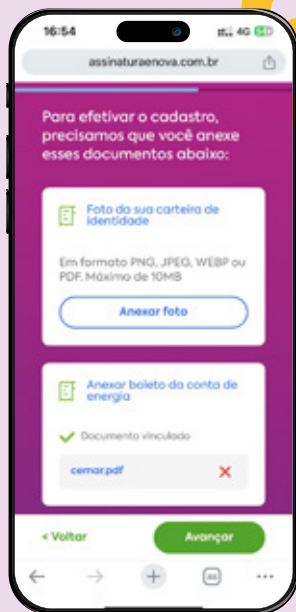 16:54
4G
assinaturaenova.com.br
Para efetivar o cadastro,
precisamos que você anexe
esses documentos abaixo:
Foto da sua carteira de
identidade
Em formato PNG, JPEG, WEBP ou
PDF. Máximo de 10MB
Anexar foto
Anexar boleto da conta de
energia
Documento vinculado
cemar.pdf
< Voltar
Avançar